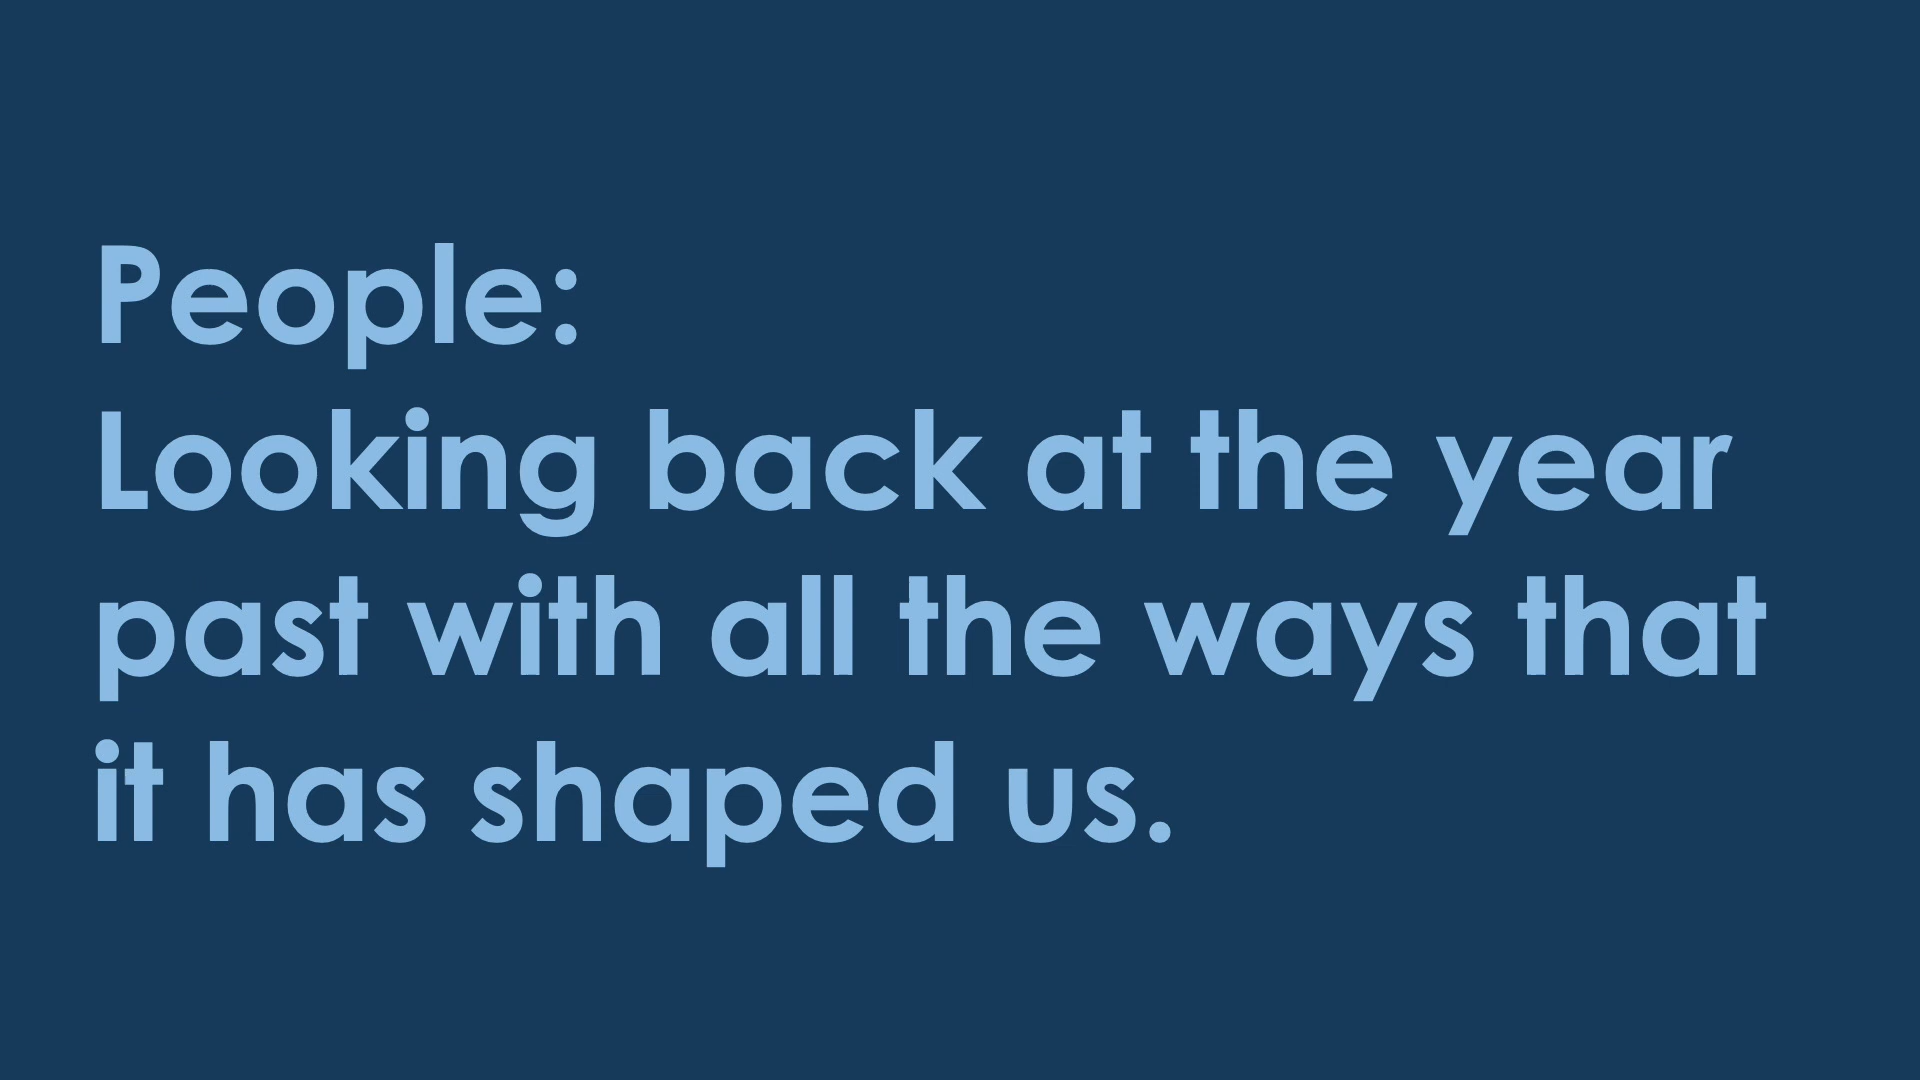 People:
Looking back at the year
past with all the ways that
it has shaped us.